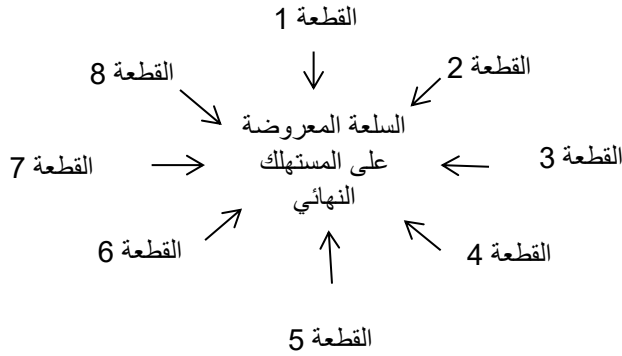 القطعة 1
القطعة 2
القطعة 8
السلعة المعروضة
على المستهلك
النهائي
القطعة 3
القطعة 7
القطعة 4
القطعة 6
القطعة 5